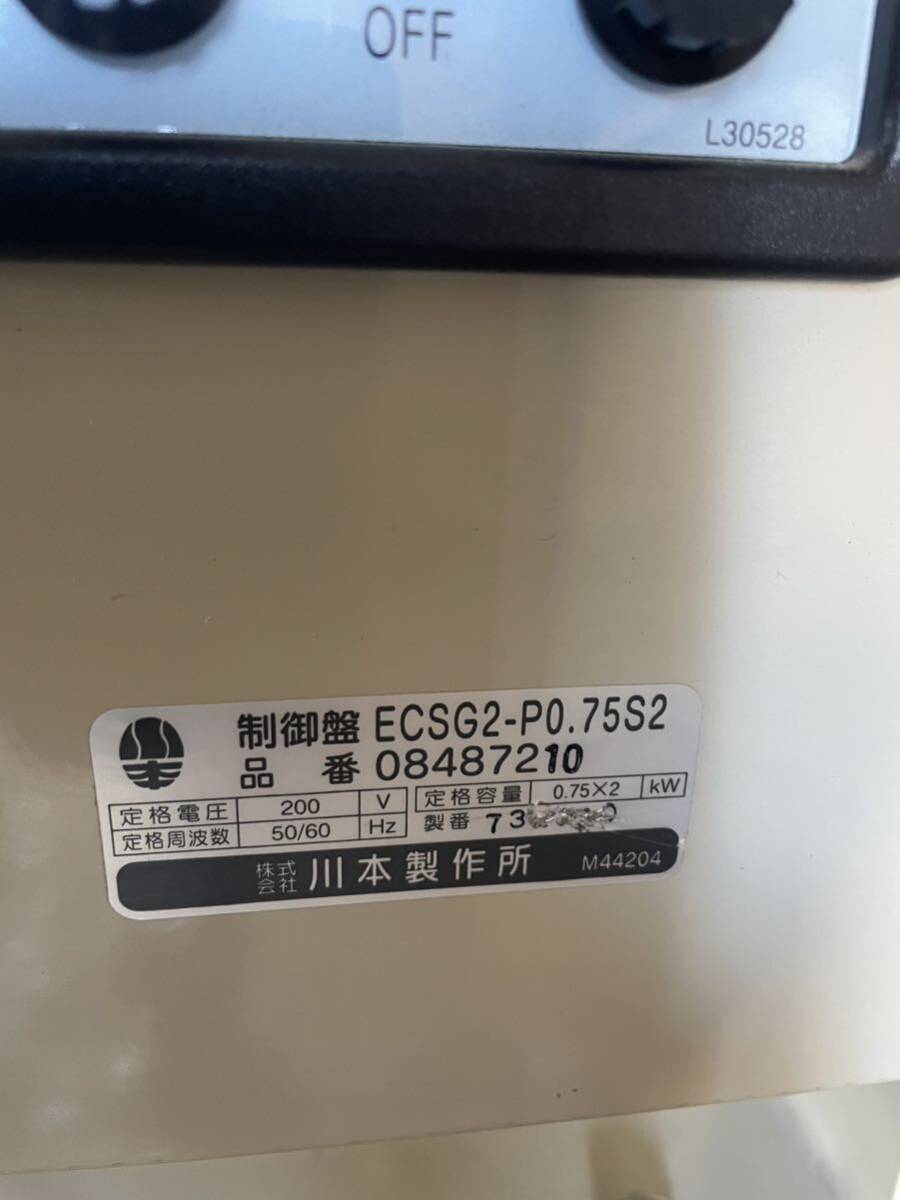 OFF
L30528
制御盤 ECSG2-P0.75S2
品番 08487210
定格電圧 200 V 定格容量 0.75×2 kW
定格周波数 50/60 Hz 製番 73
株式会社 川本製作所 M44204